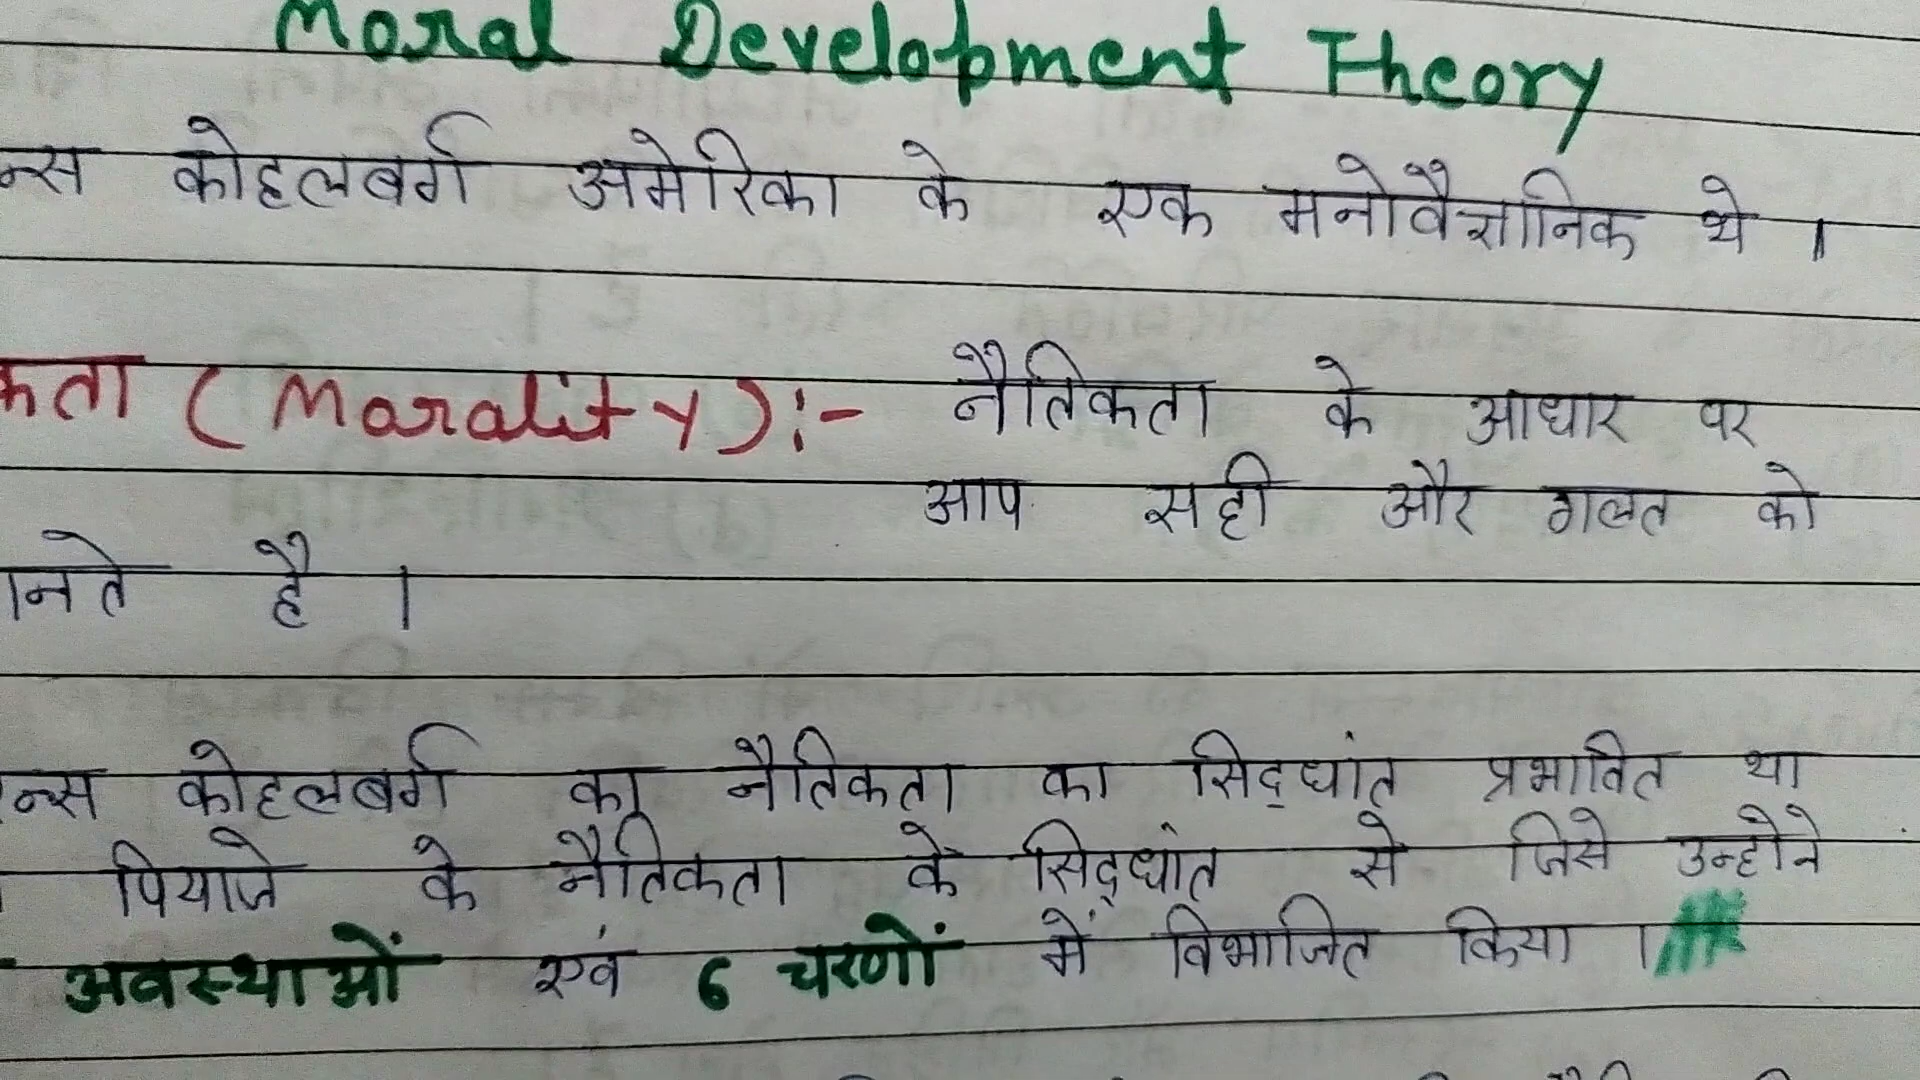 Moral Development Theory
न्स कोहलबर्ग अमेरिका के एक मनोवैज्ञानिक थे ।
कता (Morality):- नैतिकता के आधार पर
आप सही और गलत को
ानते है ।
न्स कोहलबर्ग का नैतिकता का सिद्धांत प्रभावित था
पियाजे के नैतिकता के सिद्धांत से जिसे उन्होने
अवस्थाओं एवं 6 चरणों में विभाजित किया ।